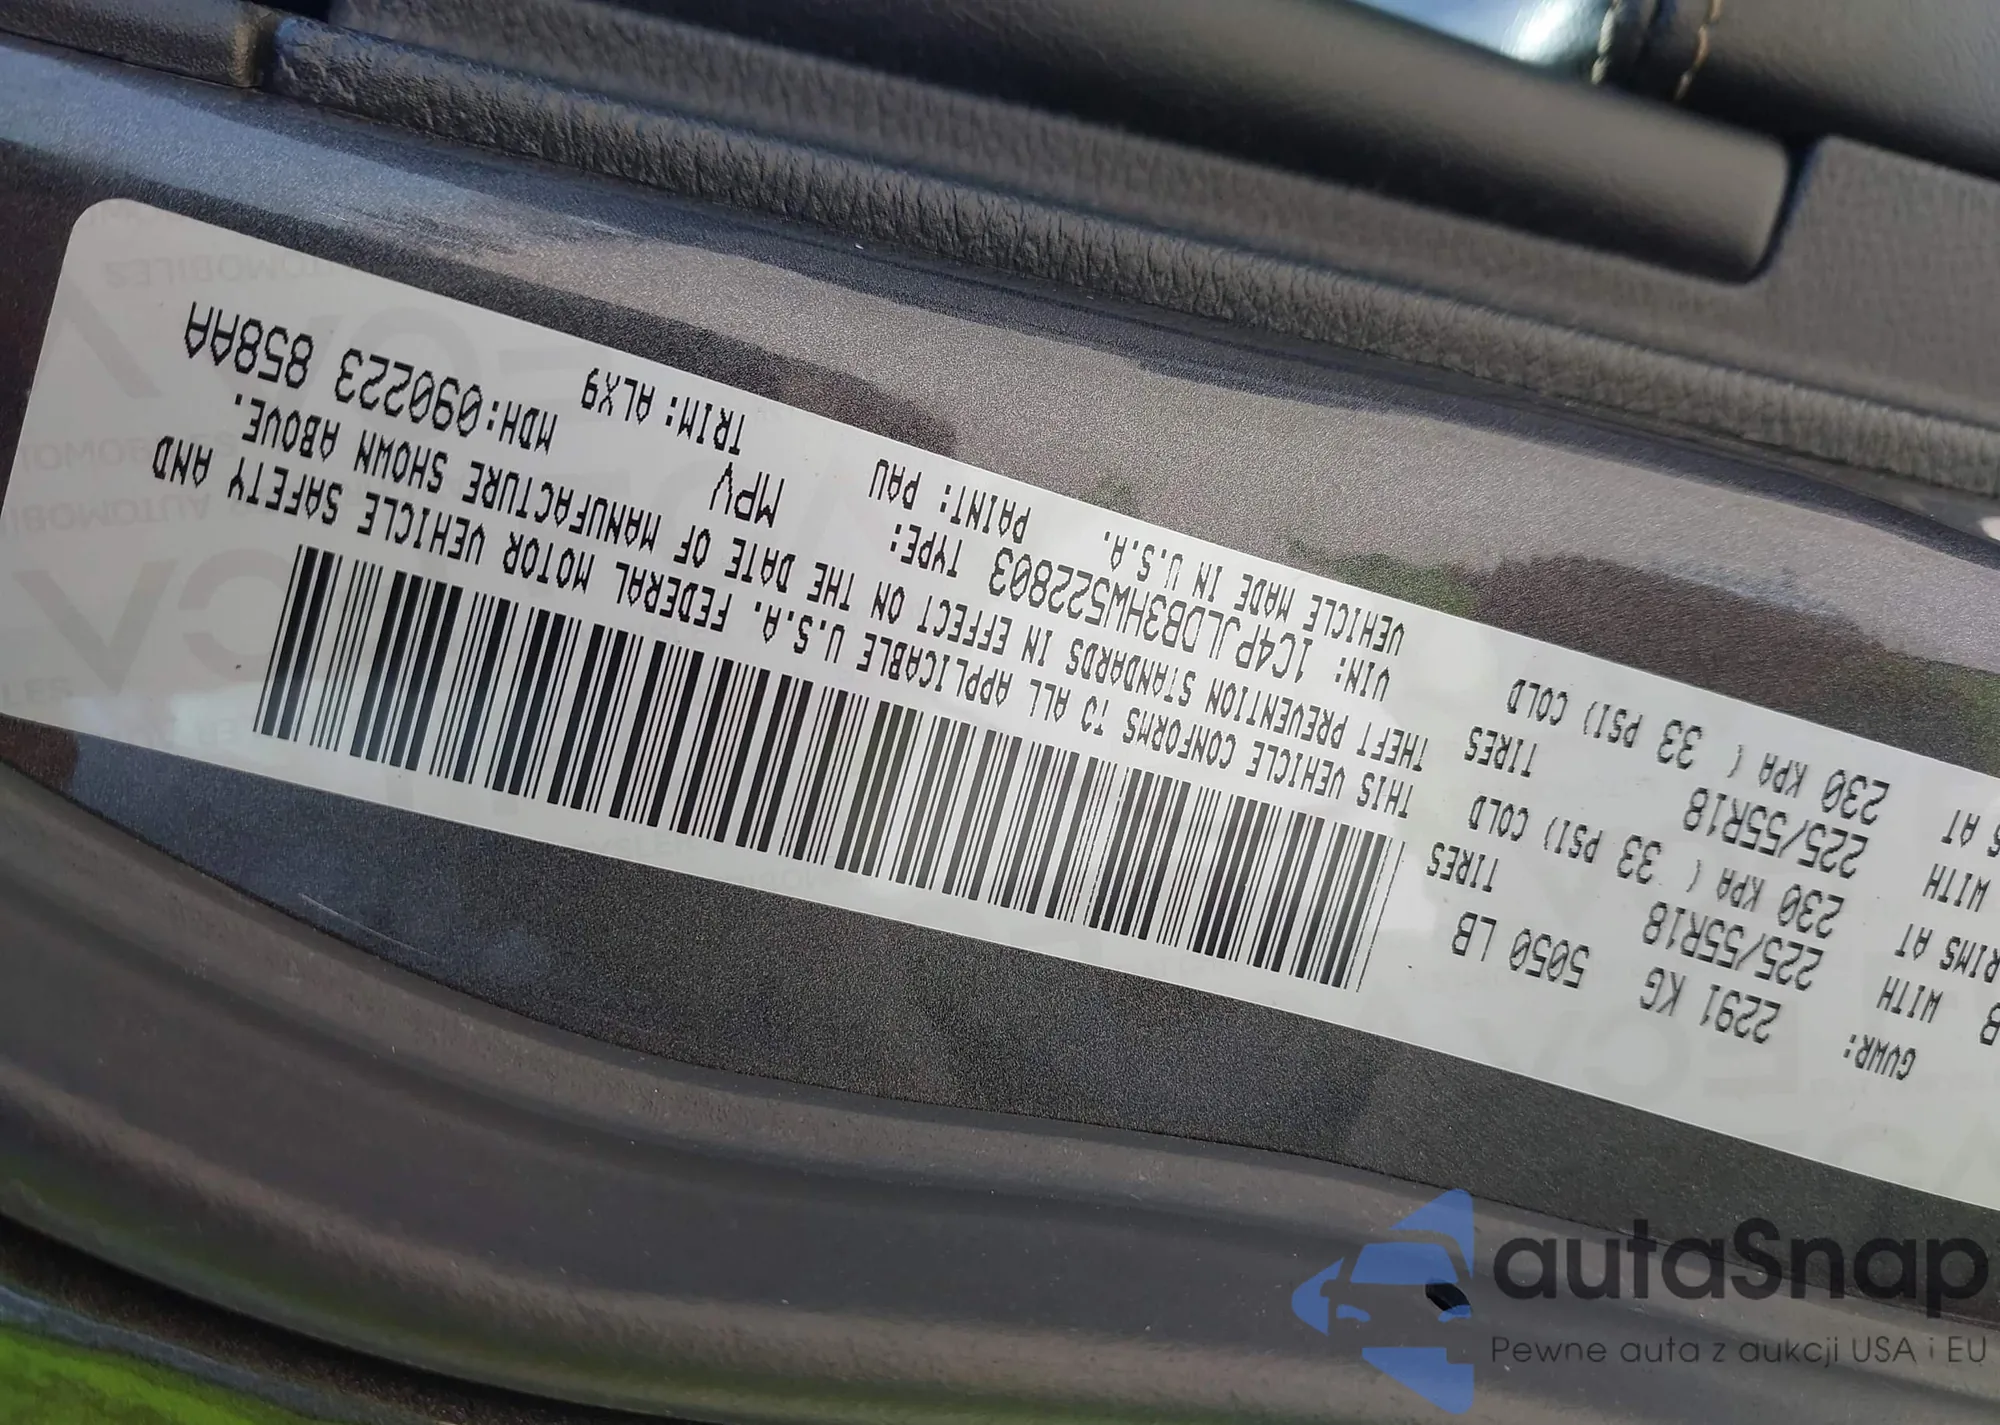 GVWR: 2291 KG 5050 LB
WITH 225/55R18 TIRES
RIMS AT 230 KPA ( 33 PSI) COLD
WITH 225/55R18 TIRES
AT 230 KPA ( 33 PSI) COLD
THIS VEHICLE CONFORMS TO ALL APPLICABLE U.S.A. FEDERAL MOTOR VEHICLE SAFETY AND
THEFT PREVENTION STANDARDS IN EFFECT ON THE DATE OF MANUFACTURE SHOWN ABOVE.
VIN: 1C4PJLDB3HW522803 TYPE: MPV MDH:090223 858AA
VEHICLE MADE IN U.S.A. PAINT: PAU TRIM: ALX9
autaSnap
Pewne auta z aukcji USA i EU